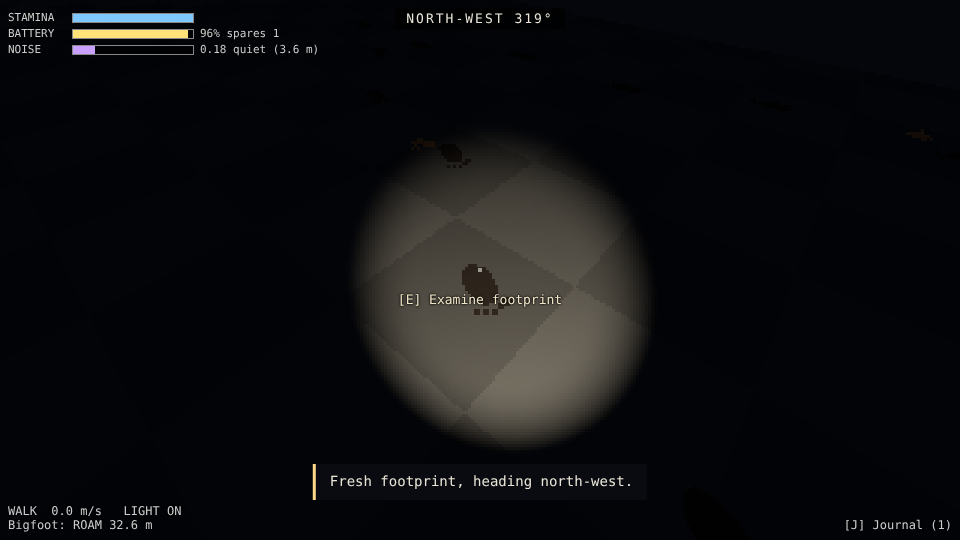 STAMINA
BATTERY 96% spares 1
NOISE 0.18 quiet (3.6 m)
NORTH-WEST 319°
[E] Examine footprint
Fresh footprint, heading north-west.
WALK 0.0 m/s LIGHT ON
Bigfoot: ROAM 32.6 m
[J] Journal (1)